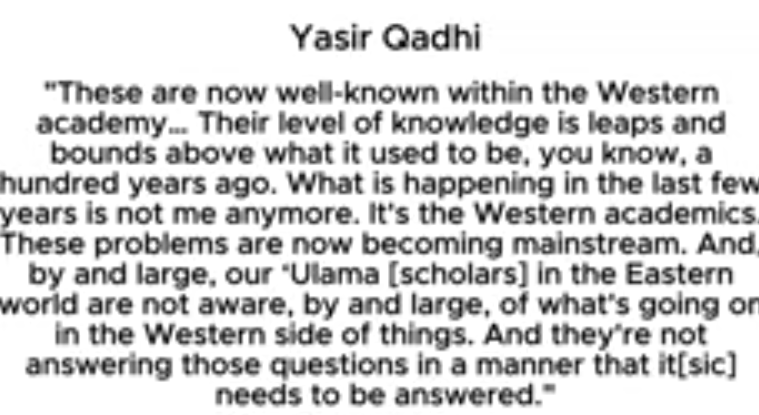 Yasir Qadhi
"These are now well-known within the Western
academy... Their level of knowledge is leaps and
bounds above what it used to be, you know, a
hundred years ago. What is happening in the last few
years is not me anymore. It's the Western academics.
These problems are now becoming mainstream. And,
by and large, our 'Ulama [scholars] in the Eastern
world are not aware, by and large, of what's going on
in the Western side of things. And they're not
answering those questions in a manner that it[sic]
needs to be answered."